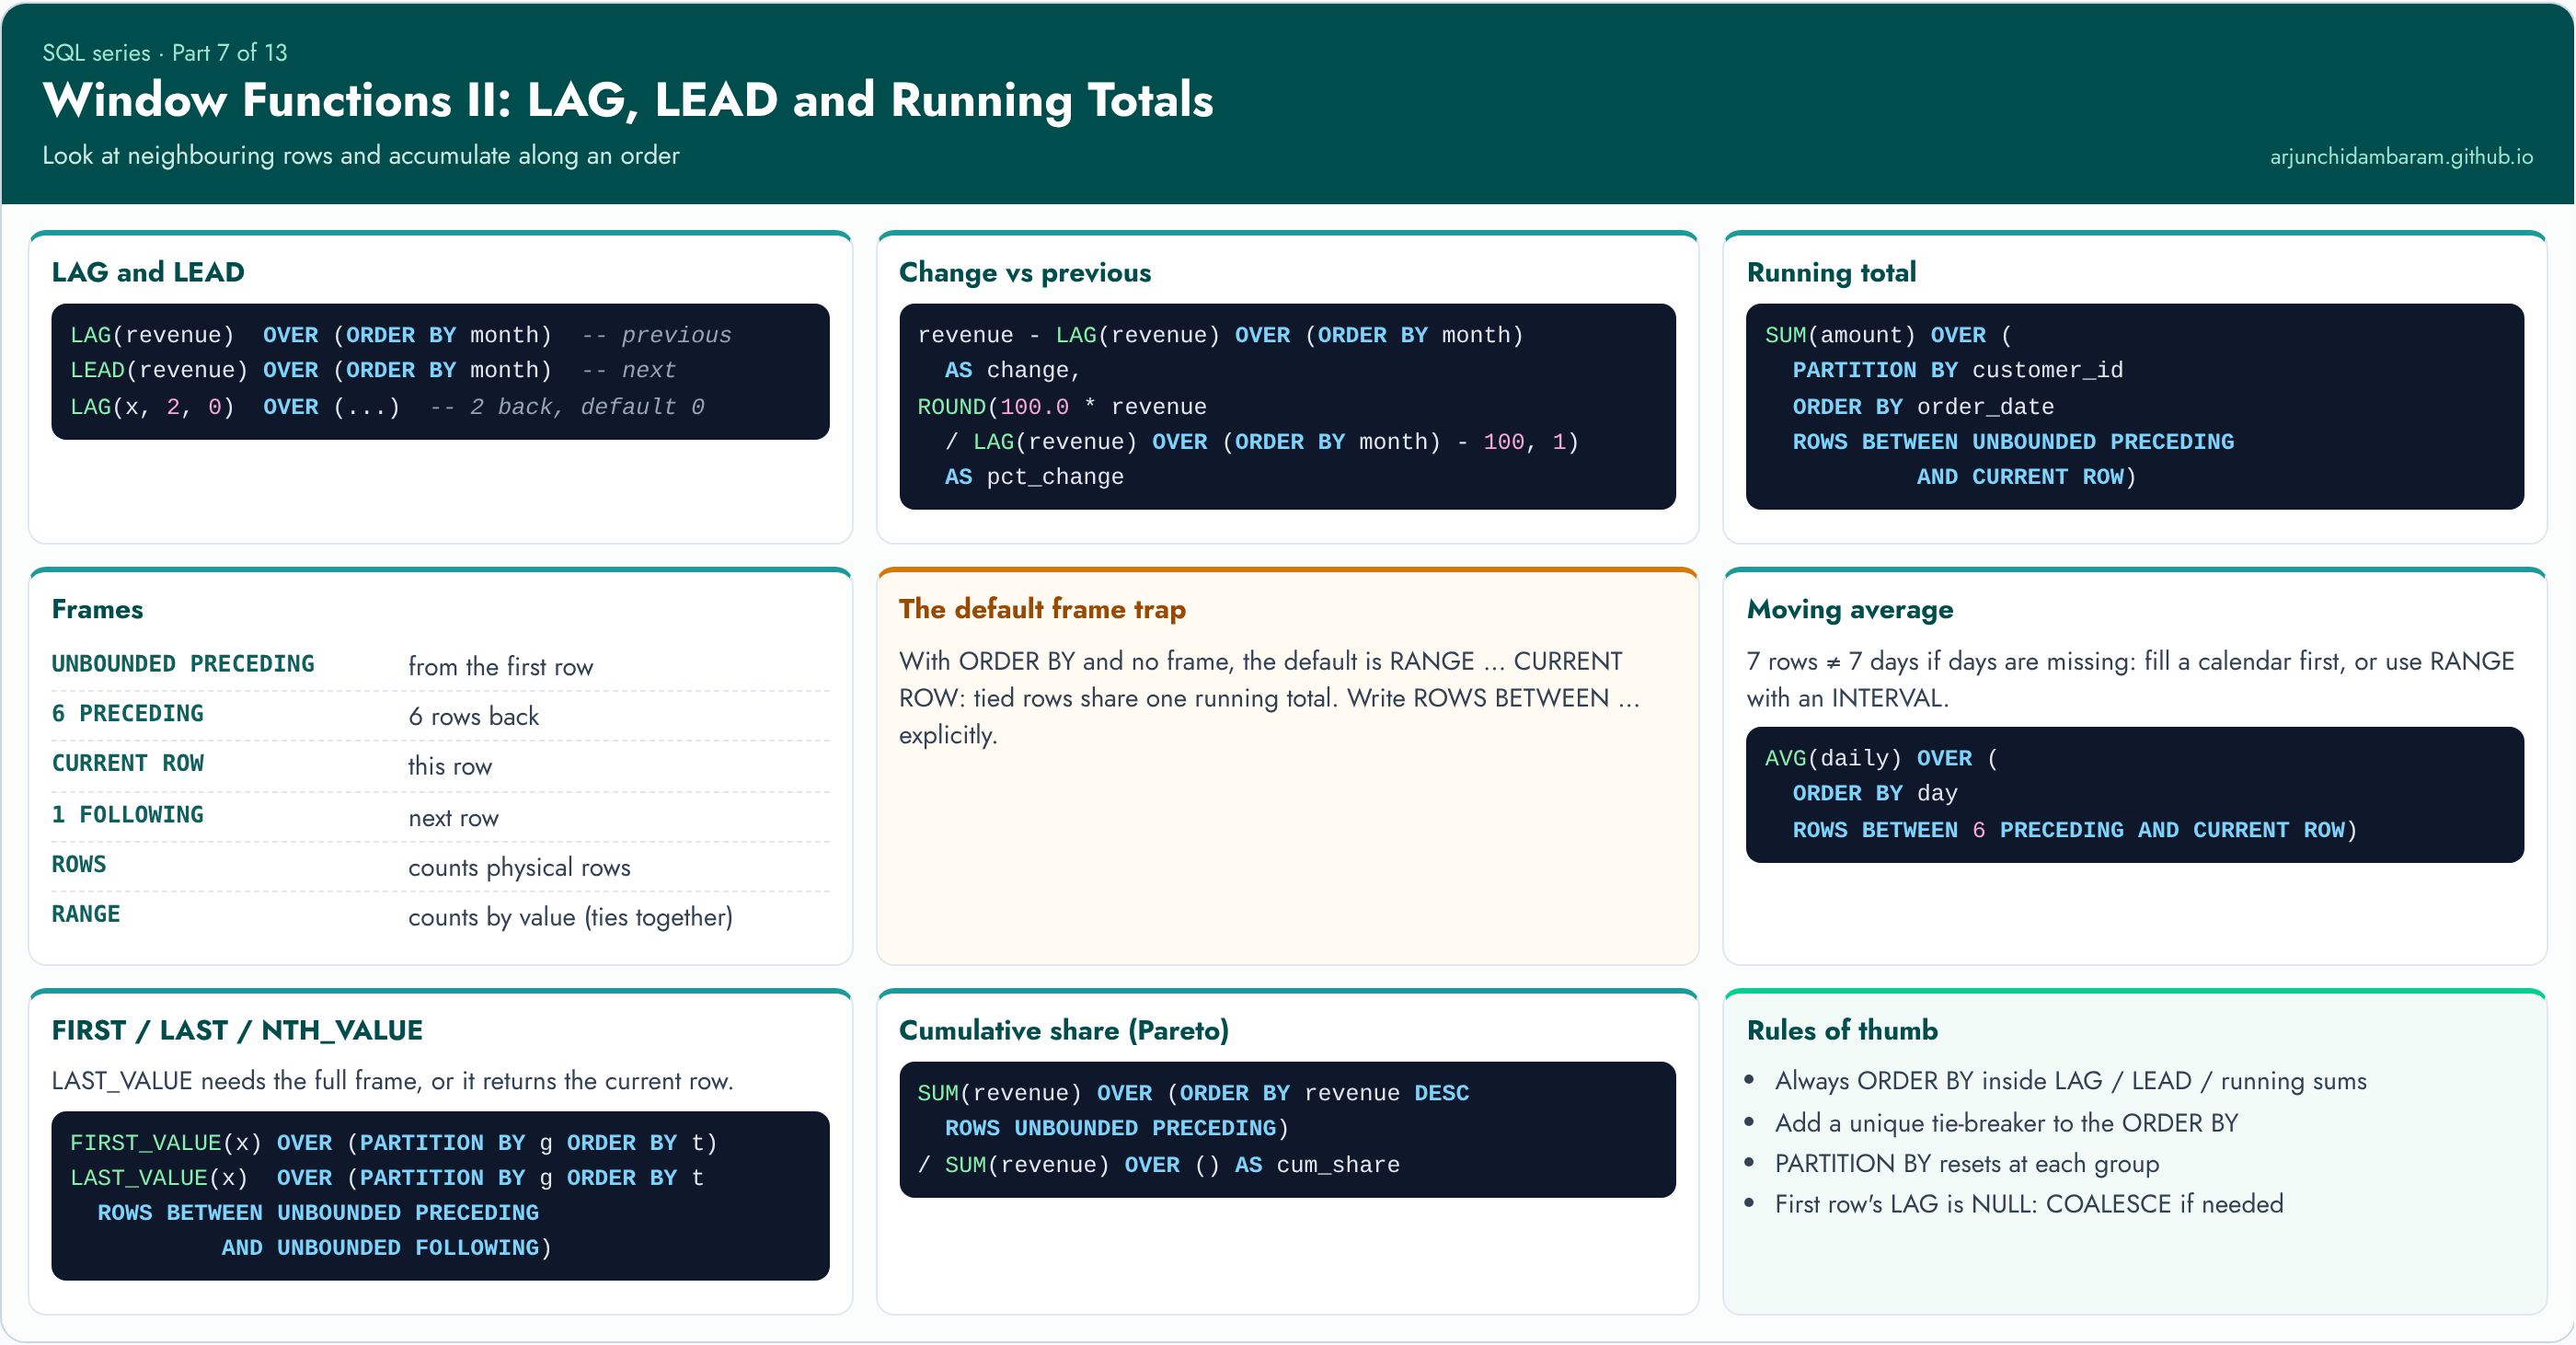 SQL series · Part 7 of 13
Window Functions II: LAG, LEAD and Running Totals
Look at neighbouring rows and accumulate along an order
arjunchidambaram.github.io
LAG and LEAD
LAG(revenue)  OVER (ORDER BY month)  -- previous
LEAD(revenue) OVER (ORDER BY month)  -- next
LAG(x, 2, 0)  OVER (...)  -- 2 back, default 0
Change vs previous
revenue - LAG(revenue) OVER (ORDER BY month)
  AS change,
ROUND(100.0 * revenue
  / LAG(revenue) OVER (ORDER BY month) - 100, 1)
  AS pct_change
Running total
SUM(amount) OVER (
  PARTITION BY customer_id
  ORDER BY order_date
  ROWS BETWEEN UNBOUNDED PRECEDING
           AND CURRENT ROW)
Frames
UNBOUNDED PRECEDING from the first row
6 PRECEDING 6 rows back
CURRENT ROW this row
1 FOLLOWING next row
ROWS counts physical rows
RANGE counts by value (ties together)
The default frame trap
With ORDER BY and no frame, the default is RANGE … CURRENT
ROW: tied rows share one running total. Write ROWS BETWEEN …
explicitly.
Moving average
7 rows ≠ 7 days if days are missing: fill a calendar first, or use RANGE
with an INTERVAL.
AVG(daily) OVER (
  ORDER BY day
  ROWS BETWEEN 6 PRECEDING AND CURRENT ROW)
FIRST / LAST / NTH_VALUE
LAST_VALUE needs the full frame, or it returns the current row.
FIRST_VALUE(x) OVER (PARTITION BY g ORDER BY t)
LAST_VALUE(x)  OVER (PARTITION BY g ORDER BY t
  ROWS BETWEEN UNBOUNDED PRECEDING
           AND UNBOUNDED FOLLOWING)
Cumulative share (Pareto)
SUM(revenue) OVER (ORDER BY revenue DESC
  ROWS UNBOUNDED PRECEDING)
/ SUM(revenue) OVER () AS cum_share
Rules of thumb
• Always ORDER BY inside LAG / LEAD / running sums
• Add a unique tie-breaker to the ORDER BY
• PARTITION BY resets at each group
• First row's LAG is NULL: COALESCE if needed